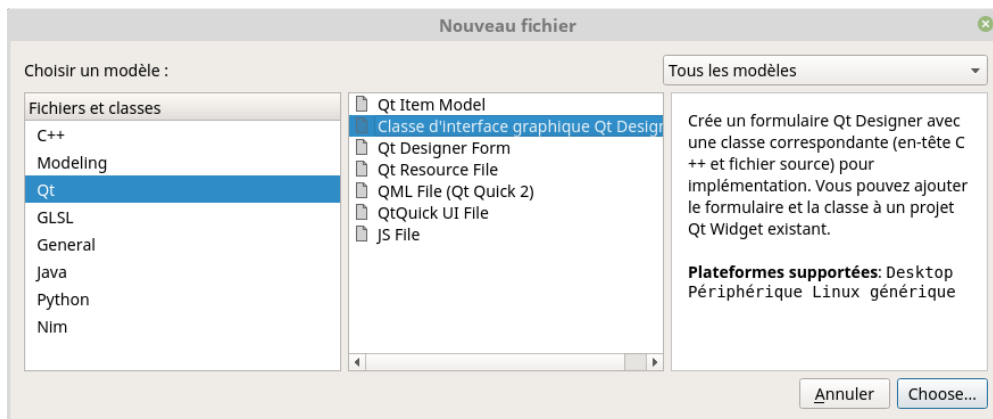 Nouveau fichier
Choisir un modèle :
Tous les modèles
Fichiers et classes
C++
Modeling
Qt
GLSL
General
Java
Python
Nim
Qt Item Model
Classe d'interface graphique Qt Desigr
Qt Designer Form
Qt Resource File
QML File (Qt Quick 2)
QtQuick UI File
JS File
Crée un formulaire Qt Designer avec
une classe correspondante (en-tête C
++ et fichier source) pour
implémentation. Vous pouvez ajouter
le formulaire et la classe à un projet
Qt Widget existant.
Plateformes supportées: Desktop
Périphérique Linux générique
Annuler
Choose...